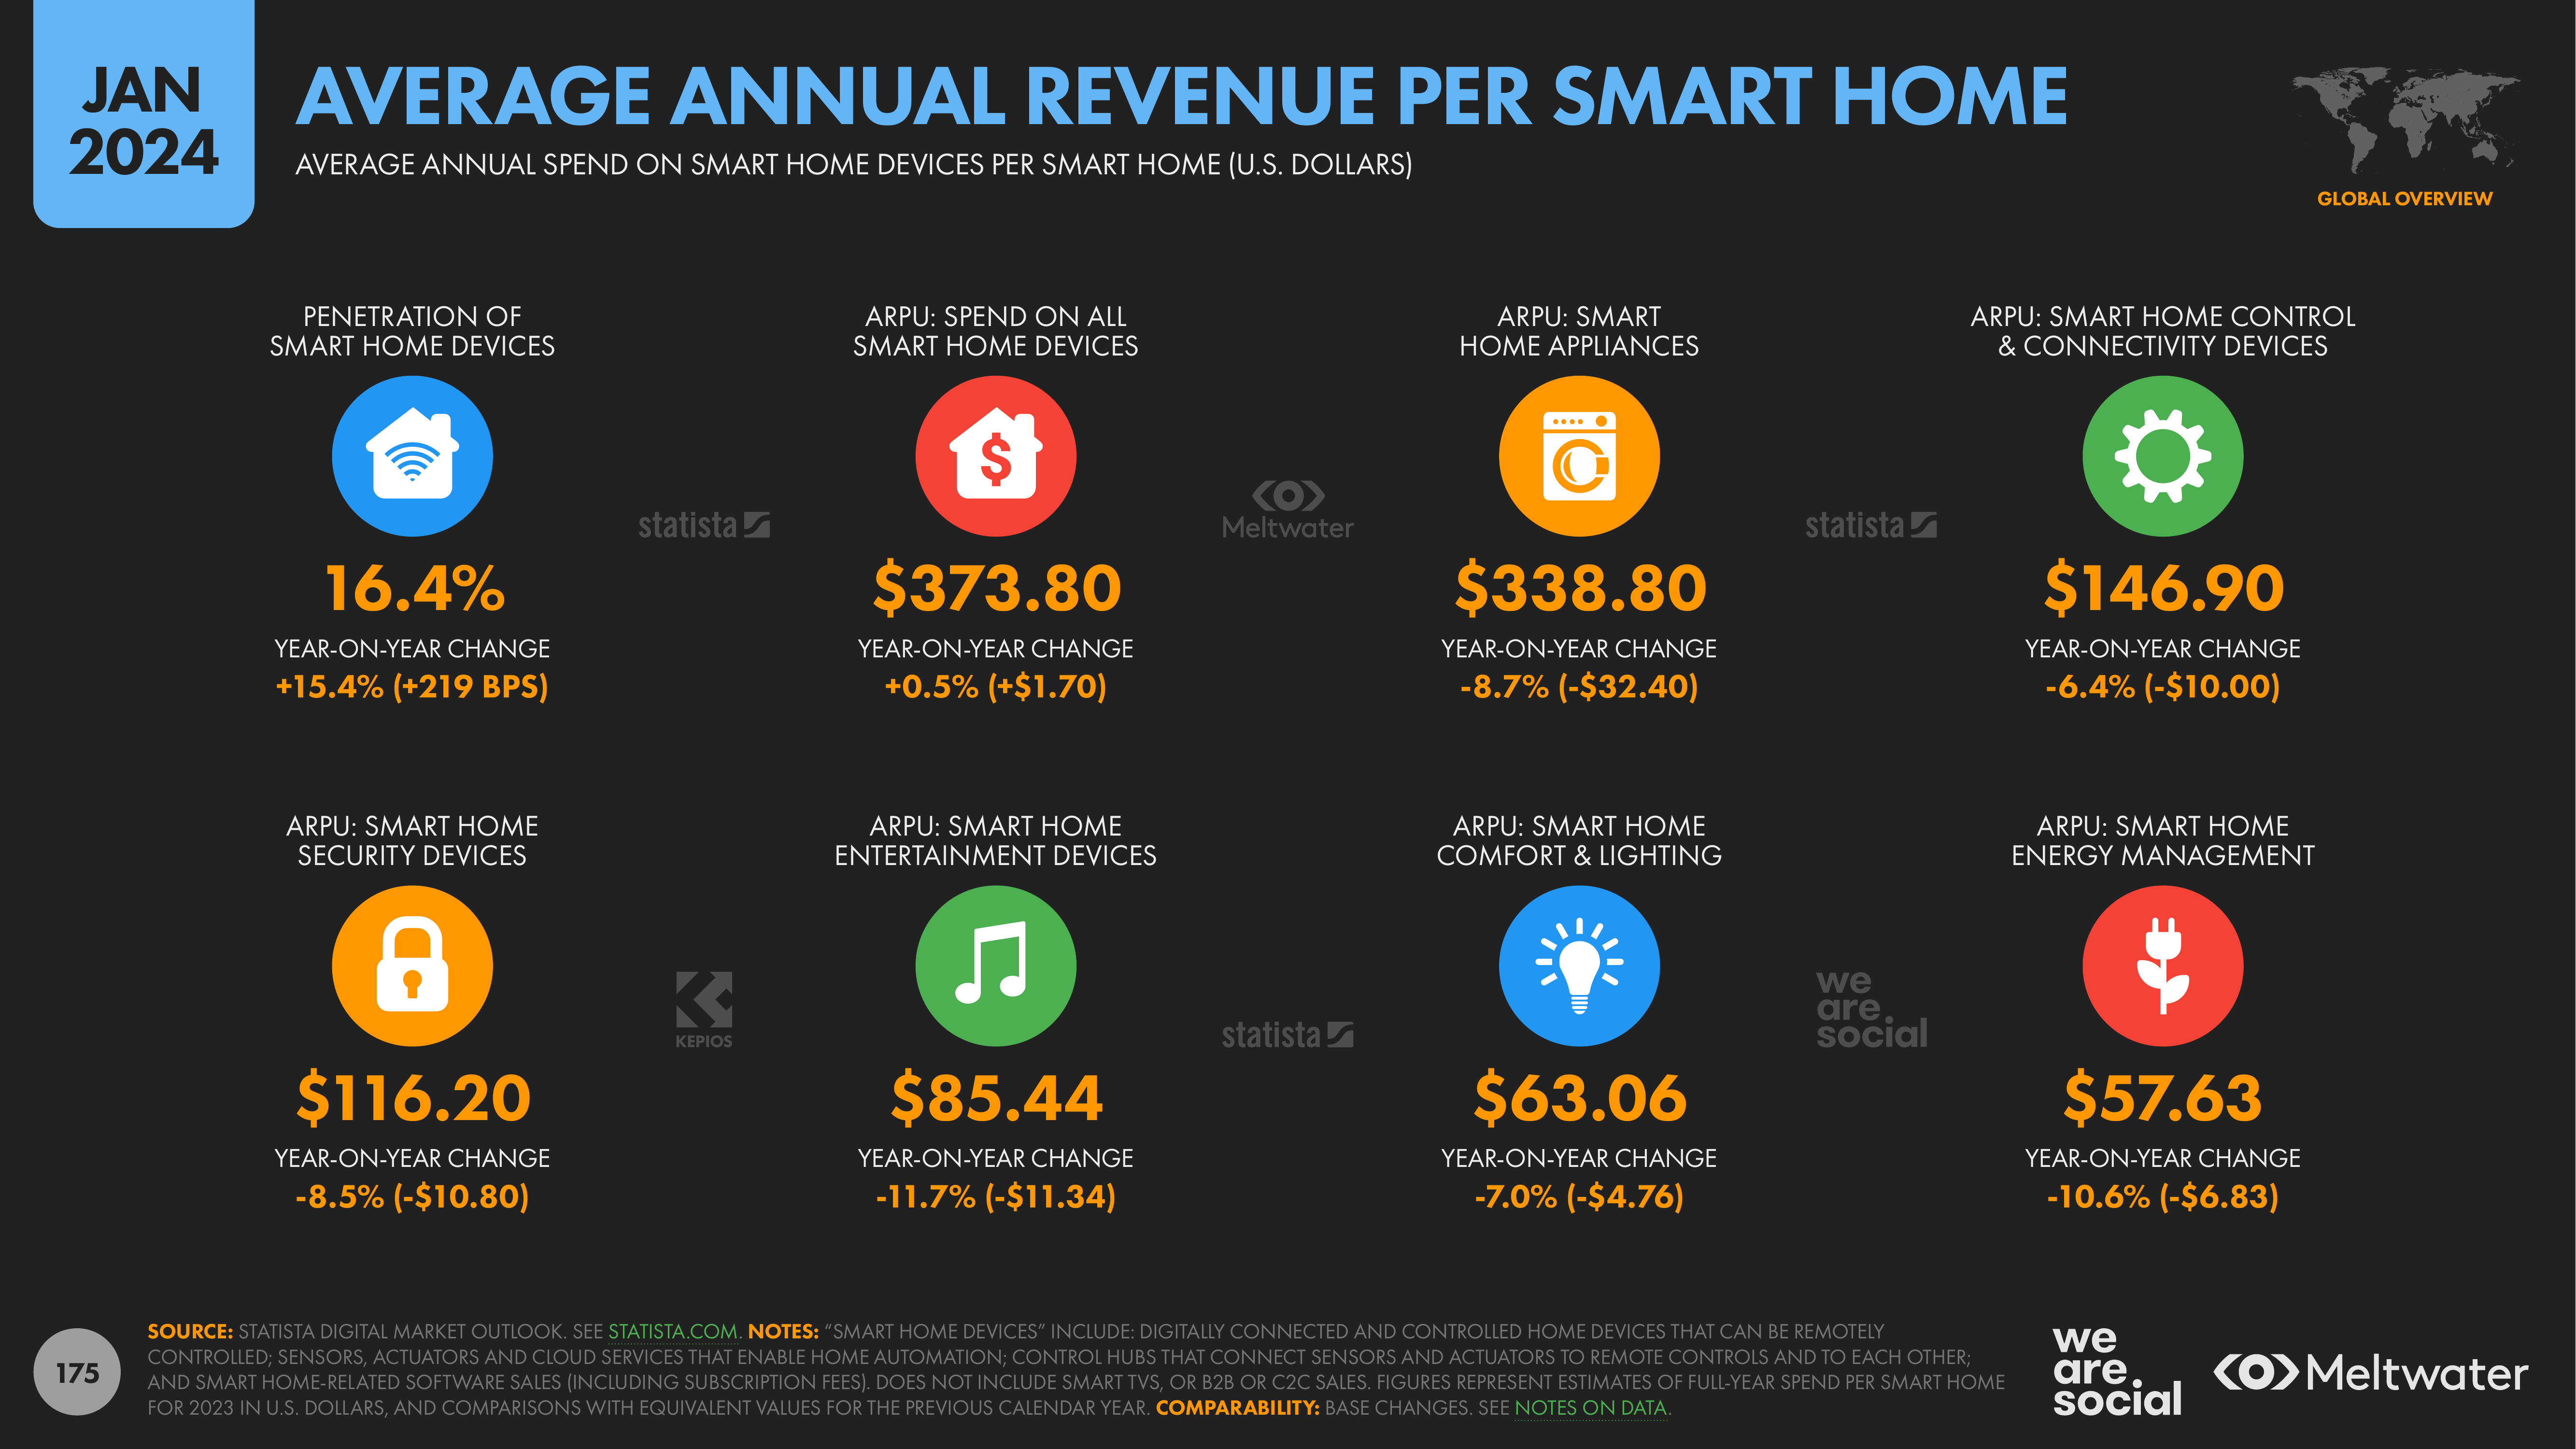 JAN
2024
AVERAGE ANNUAL REVENUE PER SMART HOME
AVERAGE ANNUAL SPEND ON SMART HOME DEVICES PER SMART HOME (U.S. DOLLARS)
GLOBAL OVERVIEW
PENETRATION OF
SMART HOME DEVICES
16.4%
YEAR-ON-YEAR CHANGE
+15.4% (+219 BPS)
statista
ARPU: SPEND ON ALL
SMART HOME DEVICES
$
$373.80
YEAR-ON-YEAR CHANGE
+0.5% (+$1.70)
Meltwater
ARPU: SMART
HOME APPLIANCES
$338.80
YEAR-ON-YEAR CHANGE
-8.7% (-$32.40)
statista
ARPU: SMART HOME CONTROL
& CONNECTIVITY DEVICES
$146.90
YEAR-ON-YEAR CHANGE
-6.4% (-$10.00)
ARPU: SMART HOME
SECURITY DEVICES
$116.20
YEAR-ON-YEAR CHANGE
-8.5% (-$10.80)
KEPIOS
ARPU: SMART HOME
ENTERTAINMENT DEVICES
$85.44
YEAR-ON-YEAR CHANGE
-11.7% (-$11.34)
statista
ARPU: SMART HOME
COMFORT & LIGHTING
$63.06
YEAR-ON-YEAR CHANGE
-7.0% (-$4.76)
we
are
social
ARPU: SMART HOME
ENERGY MANAGEMENT
$57.63
YEAR-ON-YEAR CHANGE
-10.6% (-$6.83)
175
SOURCE: STATISTA DIGITAL MARKET OUTLOOK. SEE STATISTA.COM. NOTES: “SMART HOME DEVICES” INCLUDE: DIGITALLY CONNECTED AND CONTROLLED HOME DEVICES THAT CAN BE REMOTELY
CONTROLLED; SENSORS, ACTUATORS AND CLOUD SERVICES THAT ENABLE HOME AUTOMATION; CONTROL HUBS THAT CONNECT SENSORS AND ACTUATORS TO REMOTE CONTROLS AND TO EACH OTHER;
AND SMART HOME-RELATED SOFTWARE SALES (INCLUDING SUBSCRIPTION FEES). DOES NOT INCLUDE SMART TVS, OR B2B OR C2C SALES. FIGURES REPRESENT ESTIMATES OF FULL-YEAR SPEND PER SMART HOME
FOR 2023 IN U.S. DOLLARS, AND COMPARISONS WITH EQUIVALENT VALUES FOR THE PREVIOUS CALENDAR YEAR. COMPARABILITY: BASE CHANGES. SEE NOTES ON DATA.
we
are
social
Meltwater